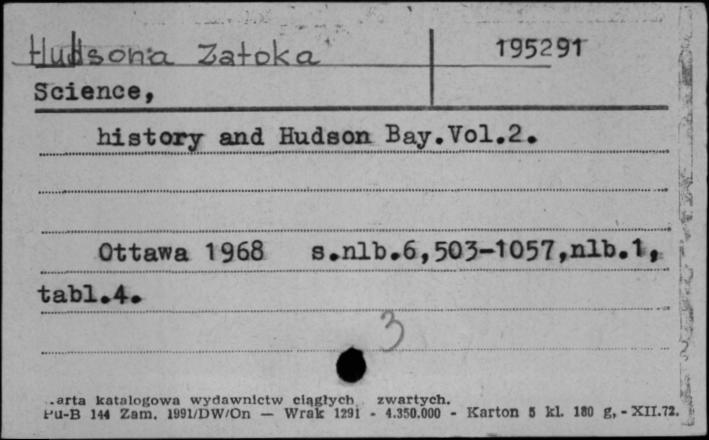 Hudsona Zatoka 195291
Science,
history and Hudson Bay.Vol.2.
Ottawa 1968 s.nlb.6,503-1057,nlb.1,
tabl.4.
3
arta katalogowa wydawnictw ciągłych zwartych.
Pu-B 144 Zam. 1991/DW/On — Wrak 1291 - 4.350.000 - Karton 5 kl. 180 g, - XII.72.